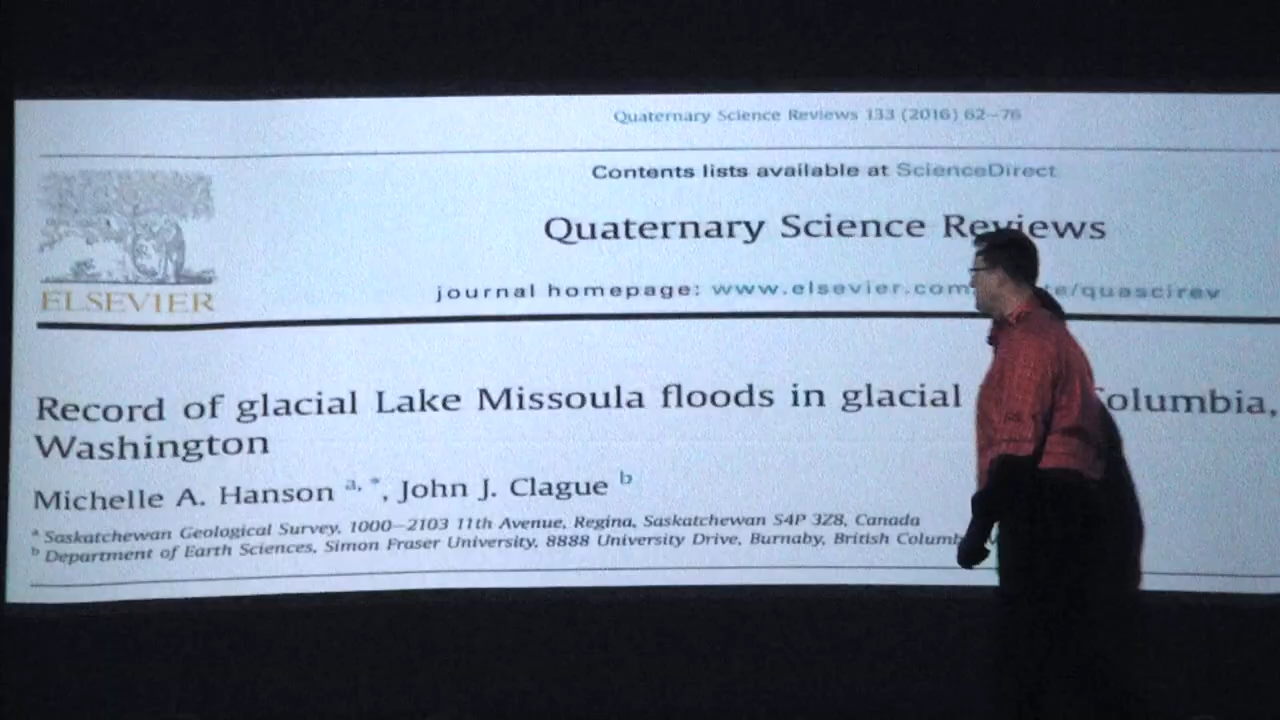 Quaternary Science Reviews 133 (2016) 62–76
Contents lists available at ScienceDirect
Quaternary Science Reviews
journal homepage: www.elsevier.com te/quascirev
ELSEVIER
Record of glacial Lake Missoula floods in glacial olumbia,
Washington
Michelle A. Hanson a, *, John J. Clague b
a Saskatchewan Geological Survey, 1000–2103 11th Avenue, Regina, Saskatchewan S4P 3Z8, Canada
b Department of Earth Sciences, Simon Fraser University, 8888 University Drive, Burnaby, British Columb